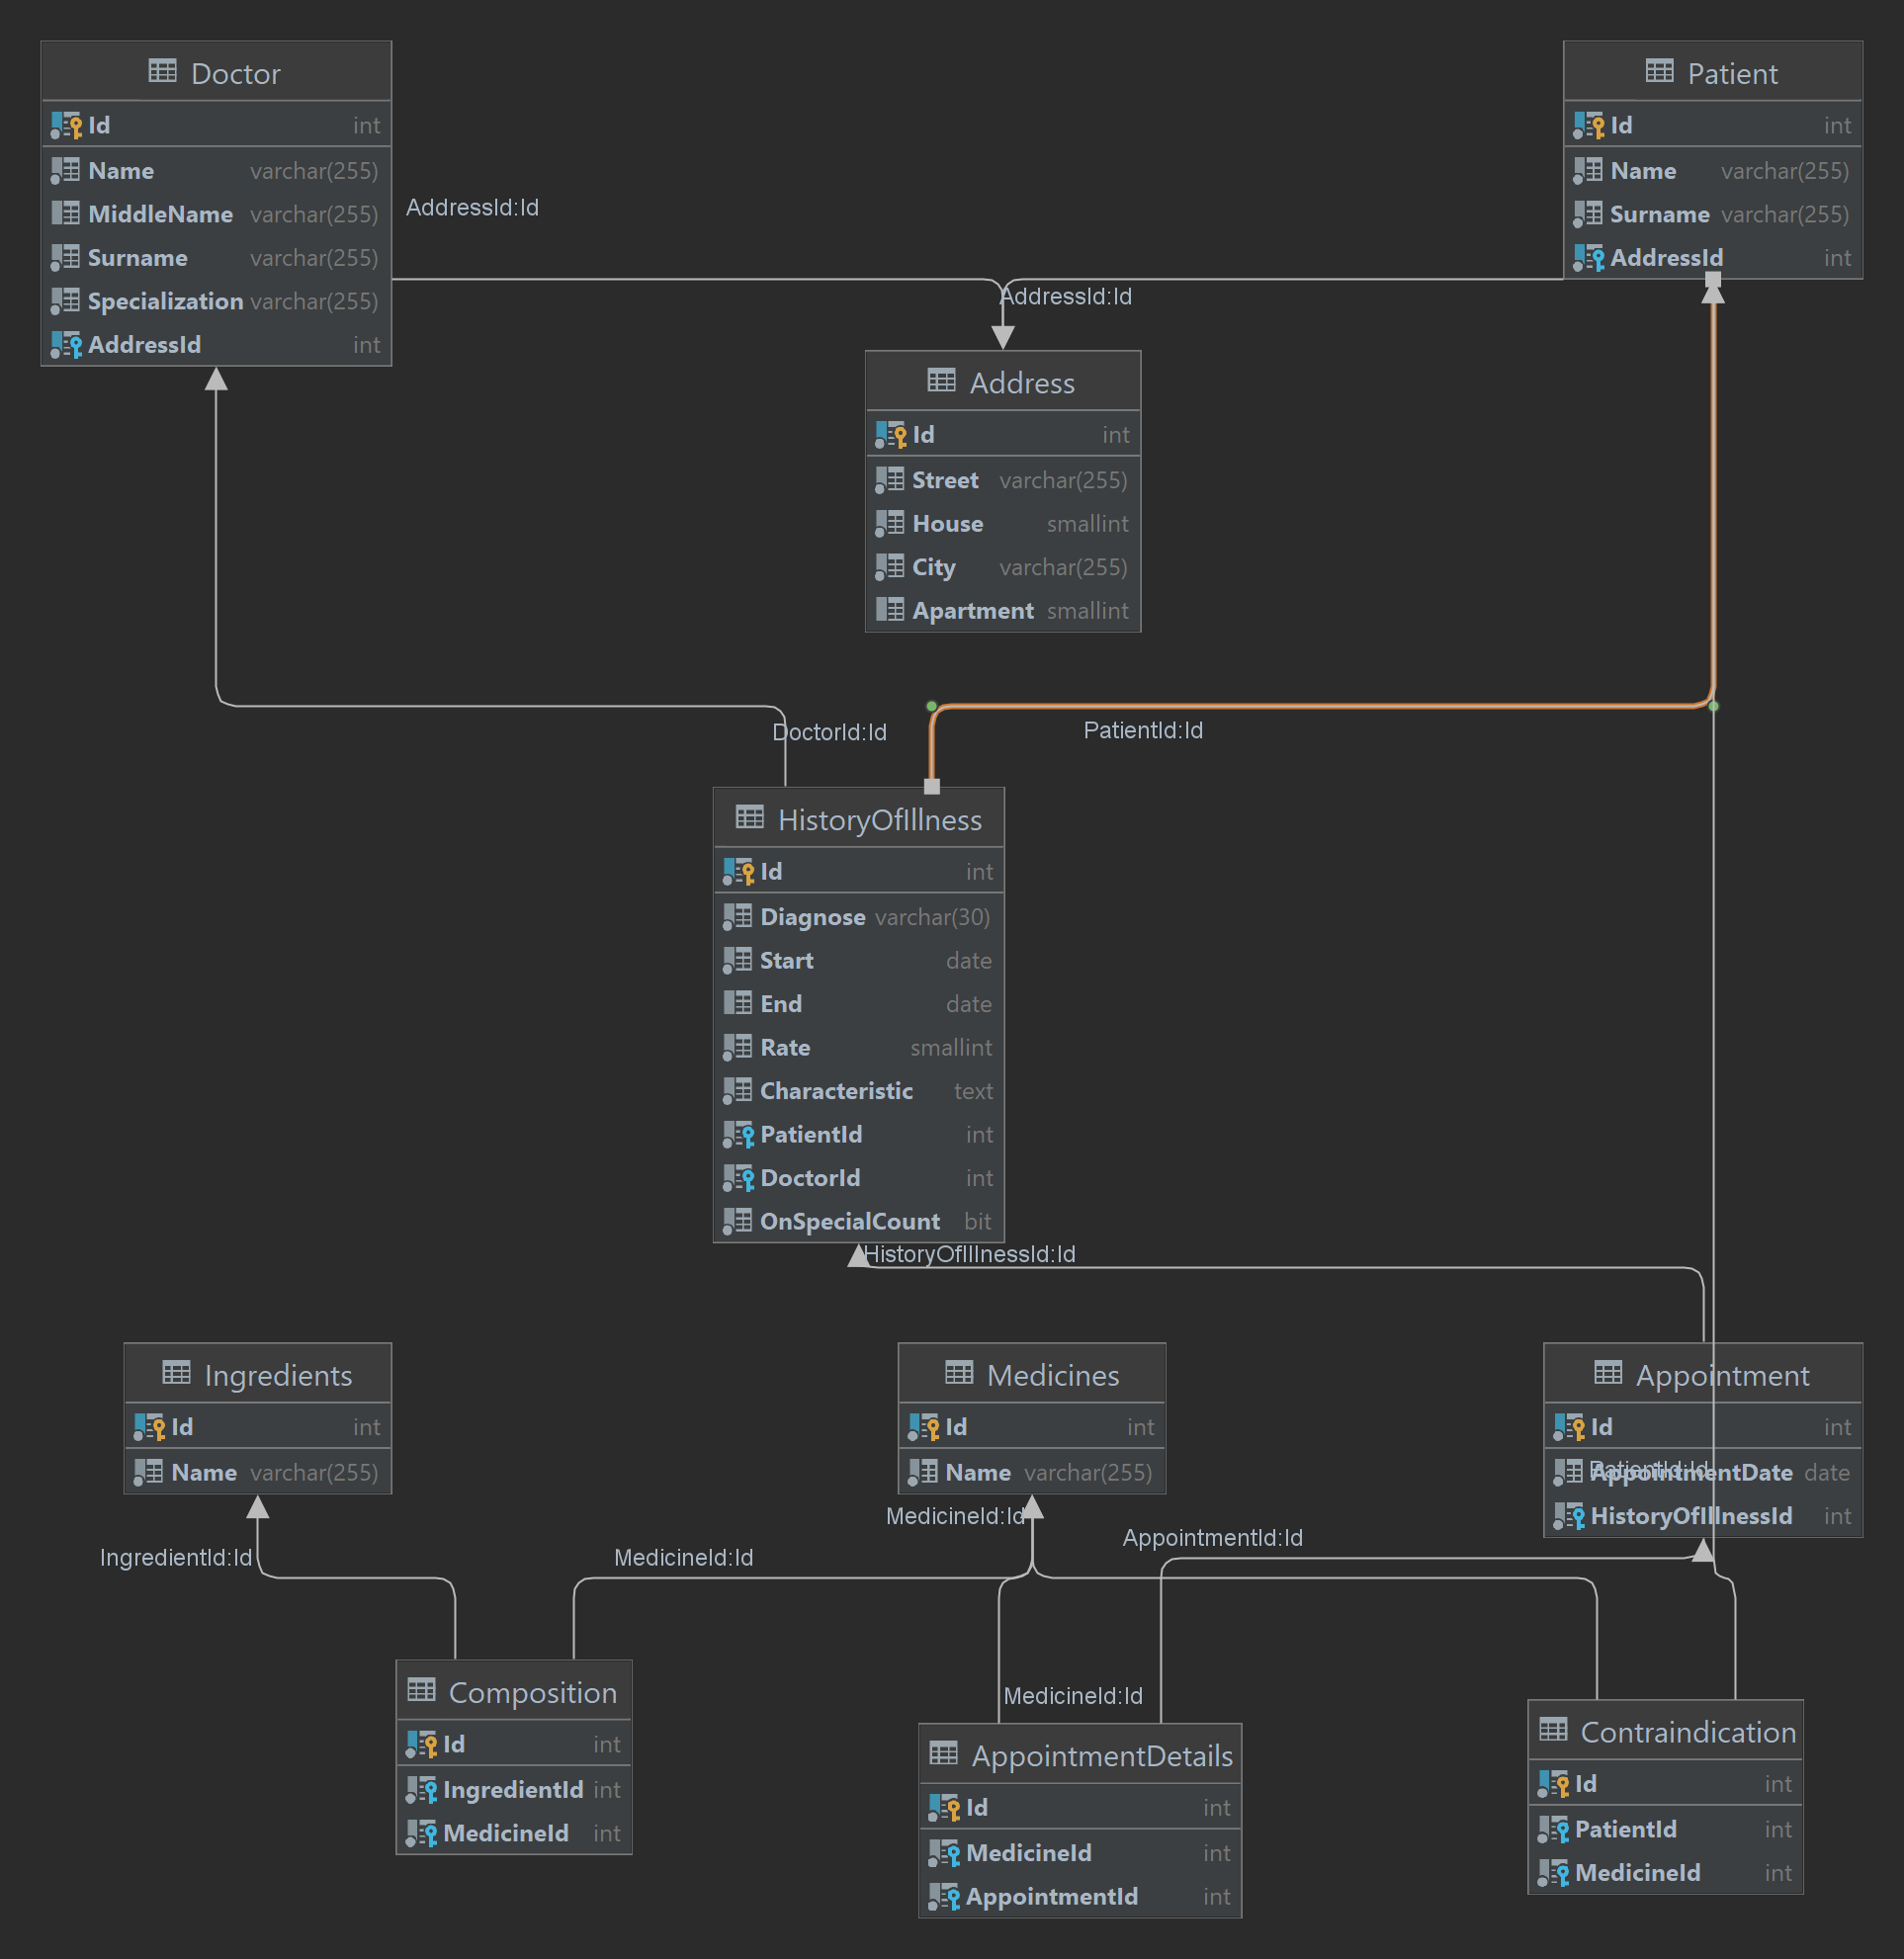 Doctor
Id int
Name varchar(255)
MiddleName varchar(255)
Surname varchar(255)
Specialization varchar(255)
AddressId int
Patient
Id int
Name varchar(255)
Surname varchar(255)
AddressId int
AddressId:Id
AddressId:Id
Address
Id int
Street varchar(255)
House smallint
City varchar(255)
Apartment smallint
DoctorId:Id
PatientId:Id
HistoryOfIllness
Id int
Diagnose varchar(30)
Start date
End date
Rate smallint
Characteristic text
PatientId int
DoctorId int
OnSpecialCount bit
HistoryOfIllnessId:Id
Ingredients
Id int
Name varchar(255)
Medicines
Id int
Name varchar(255)
Appointment
Id int
PatientId:Id
AppointmentDate date
HistoryOfIllnessId int
MedicineId:Id
AppointmentId:Id
IngredientId:Id
MedicineId:Id
MedicineId:Id
Composition
Id int
IngredientId int
MedicineId int
AppointmentDetails
Id int
MedicineId int
AppointmentId int
Contraindication
Id int
PatientId int
MedicineId int